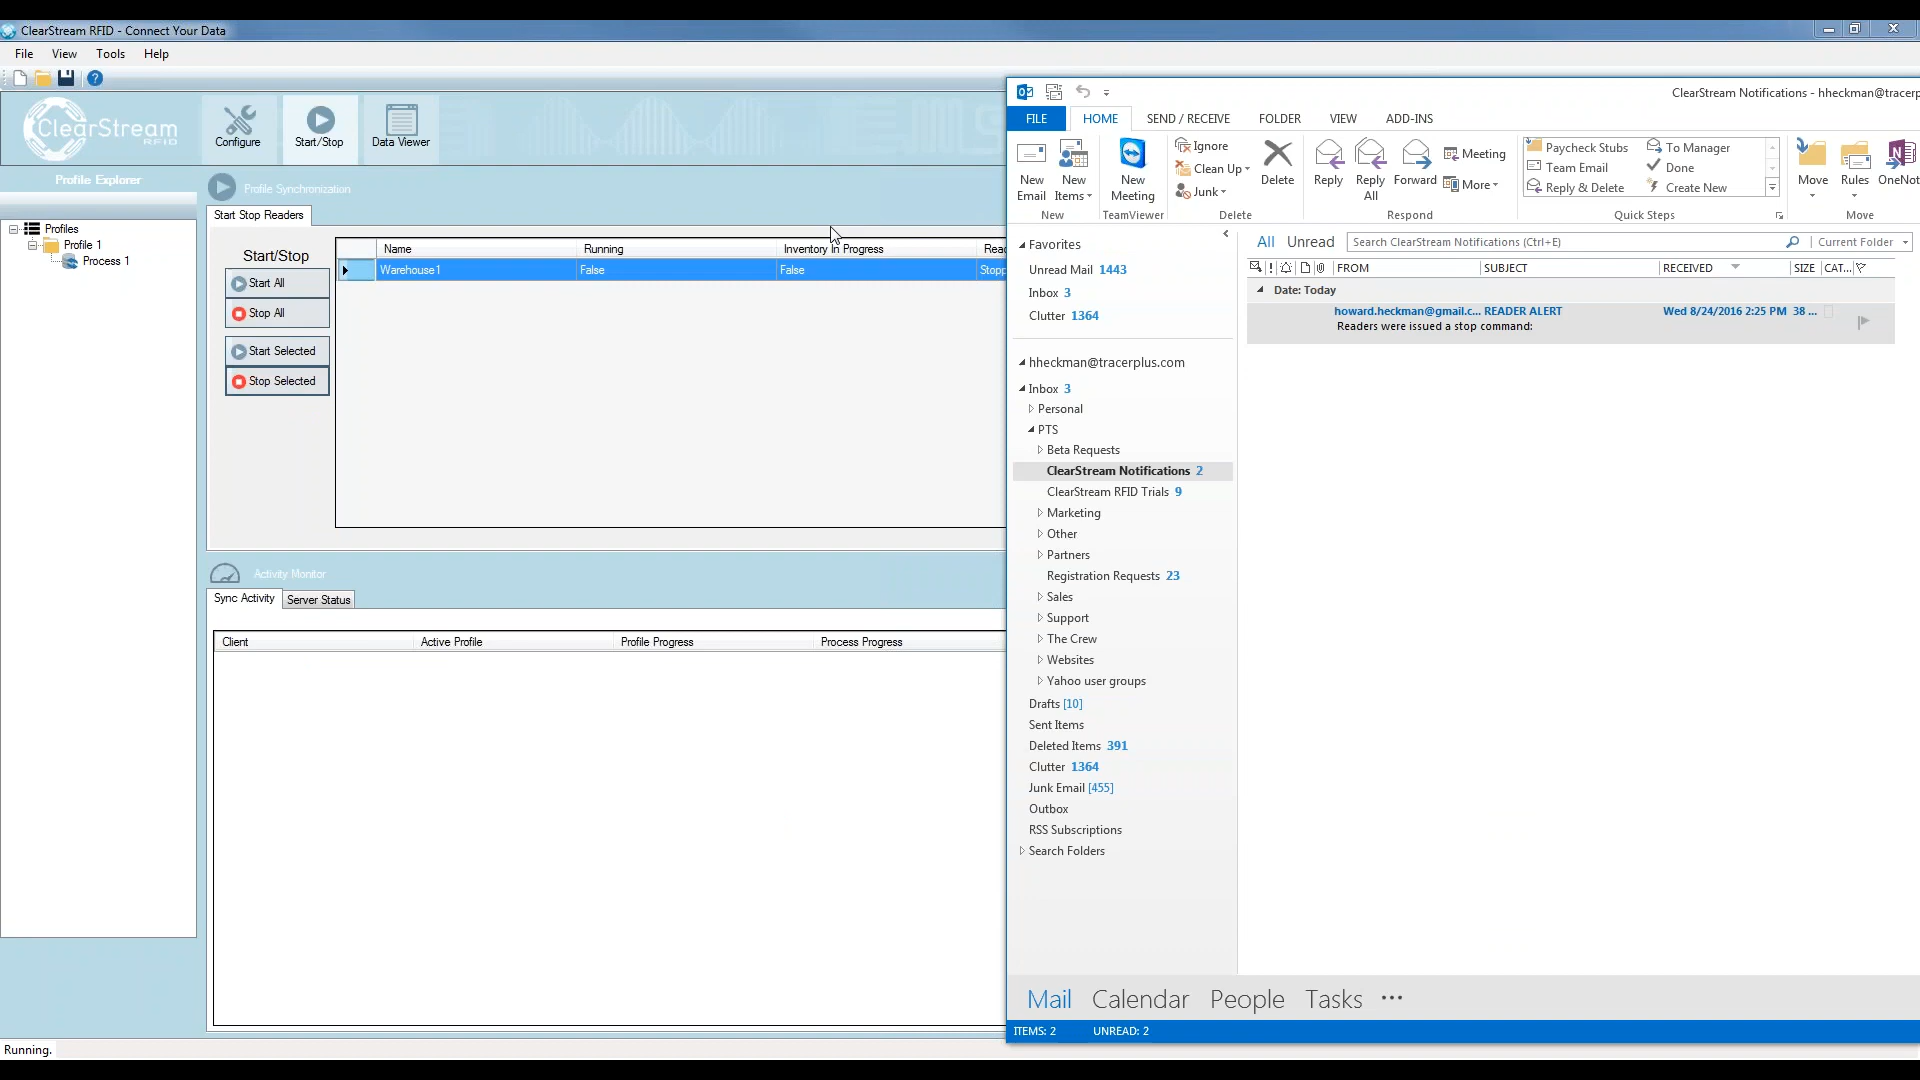 ClearStream RFID - Connect Your Data
File View Tools Help
ClearStream
RFID
Configure
Start/Stop
Data Viewer
Profile Explorer
Profiles
Profile 1
Process 1
Profile Synchronization
Start Stop Readers
Start/Stop
Start All
Stop All
Start Selected
Stop Selected
Name Running Inventory In Progress Reac
Warehouse1 False False Stopp
Activity Monitor
Sync Activity Server Status
Client Active Profile Profile Progress Process Progress
Running.
ClearStream Notifications - hheckman@tracerp
FILE HOME SEND / RECEIVE FOLDER VIEW ADD-INS
New
Email
New
Items
New
New
Meeting
TeamViewer
Ignore
Clean Up
Junk
Delete
Delete
Reply
Reply
All
Forward
Meeting
More
Respond
Paycheck Stubs
Team Email
Reply & Delete
To Manager
Done
Create New
Quick Steps
Move
Rules
OneNot
Move
Favorites
Unread Mail 1443
Inbox 3
Clutter 1364
hheckman@tracerplus.com
Inbox 3
Personal
PTS
Beta Requests
ClearStream Notifications 2
ClearStream RFID Trials 9
Marketing
Other
Partners
Registration Requests 23
Sales
Support
The Crew
Websites
Yahoo user groups
Drafts [10]
Sent Items
Deleted Items 391
Clutter 1364
Junk Email [455]
Outbox
RSS Subscriptions
Search Folders
All Unread Search ClearStream Notifications (Ctrl+E) Current Folder
FROM SUBJECT RECEIVED SIZE CAT...
Date: Today
howard.heckman@gmail.c... READER ALERT Wed 8/24/2016 2:25 PM 38 ...
Readers were issued a stop command:
Mail Calendar People Tasks ...
ITEMS: 2 UNREAD: 2